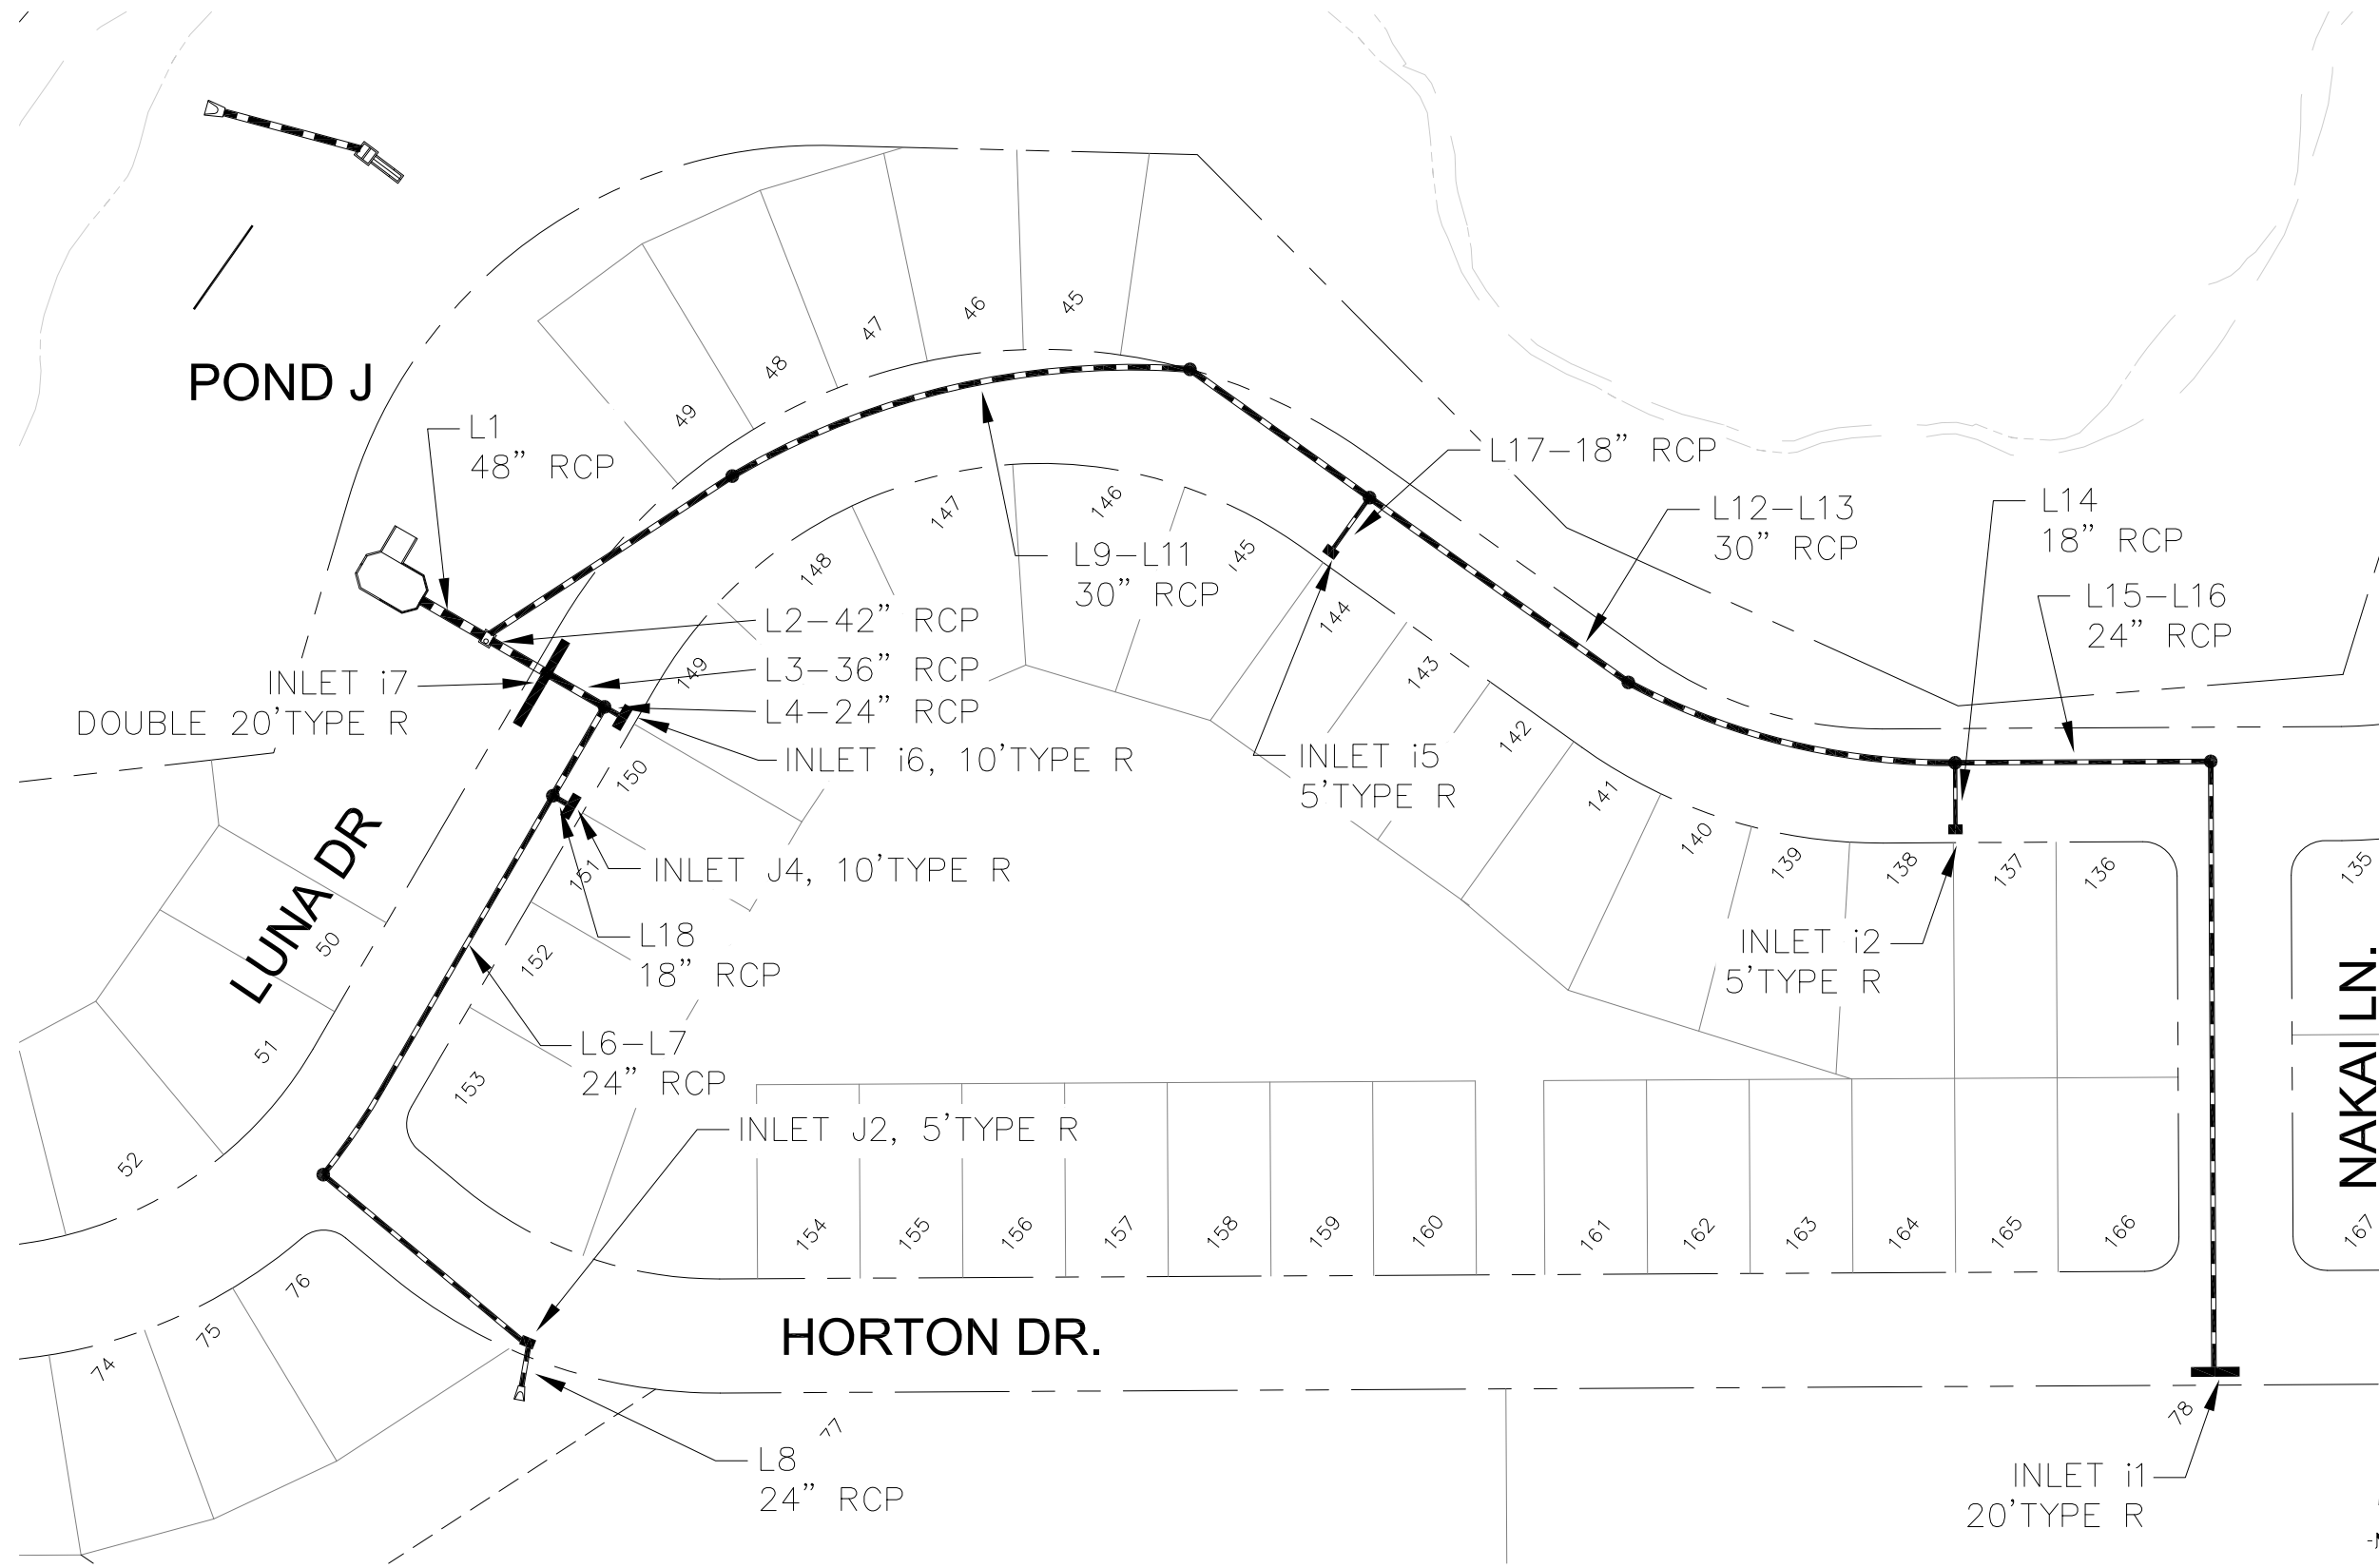 POND J
L1
48" RCP
49
48
47
46
45
L17-18" RCP
L12-L13
30" RCP
L14
18" RCP
L15-L16
24" RCP
L9-L11
30" RCP
147
146
145
148
149
144
143
142
141
140
139
138
137
136
135
L2-42" RCP
L3-36" RCP
L4-24" RCP
INLET i7
DOUBLE 20'TYPE R
INLET i6, 10'TYPE R
INLET i5
5'TYPE R
150
151
INLET J4, 10'TYPE R
LUNA DR
50
L18
18" RCP
152
INLET i2
5'TYPE R
NAKAI LN.
51
L6-L7
24" RCP
153
52
INLET J2, 5'TYPE R
154
155
156
157
158
159
160
161
162
163
164
165
166
167
76
75
74
HORTON DR.
77
78
L8
24" RCP
INLET i1
20'TYPE R